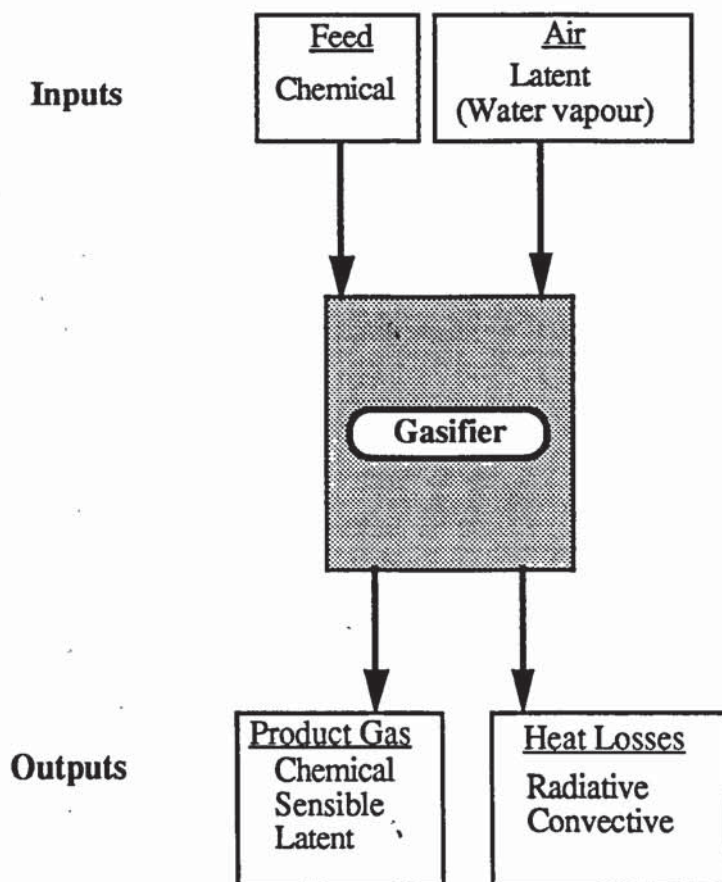 Inputs
Feed
Chemical
Air
Latent
(Water vapour)
Gasifier
Outputs
Product Gas
Chemical
Sensible
Latent
Heat Losses
Radiative
Convective